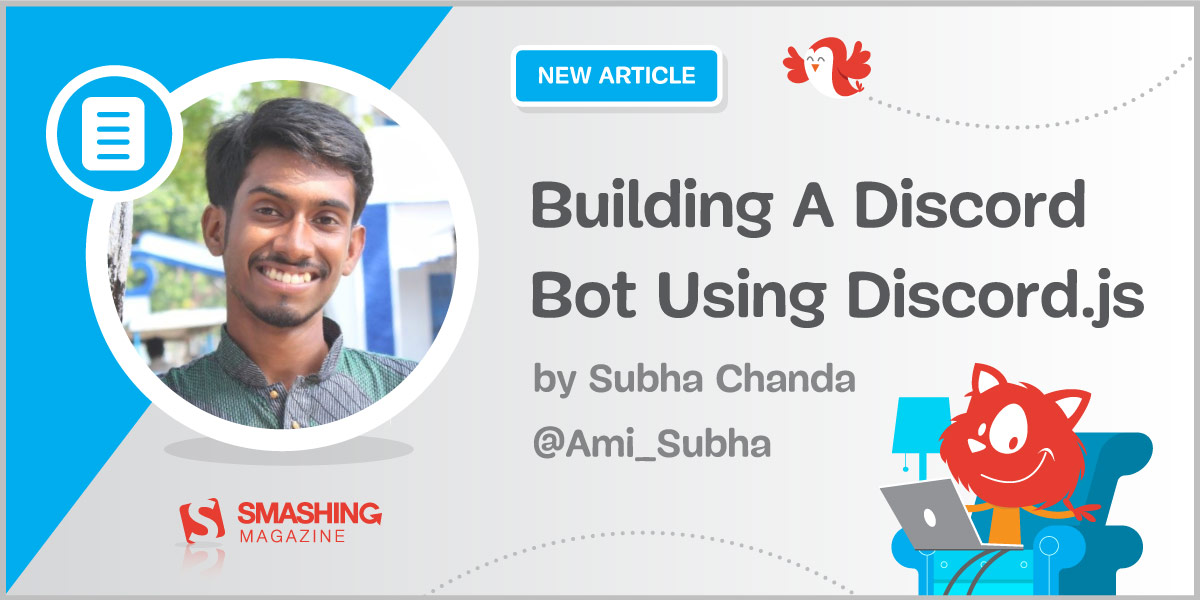 NEW ARTICLE
Building A Discord
Bot Using Discord.js
by Subha Chanda
@Ami_Subha
SMASHING
MAGAZINE